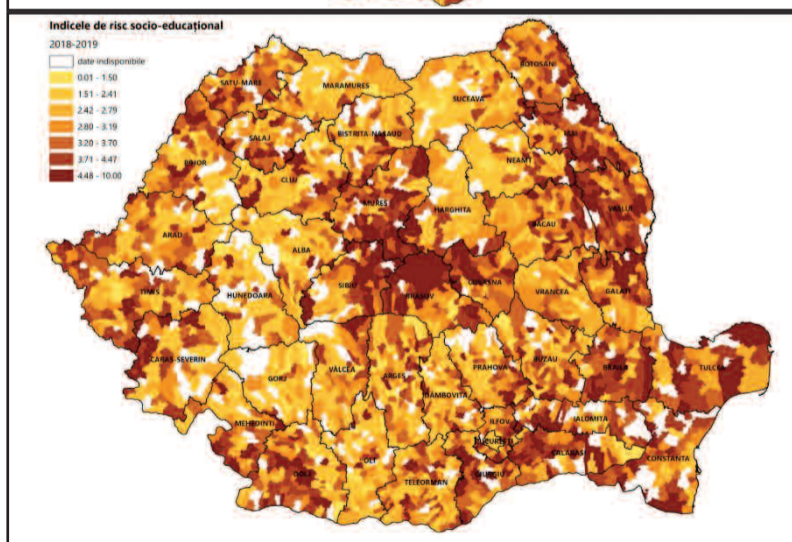 Indicele de risc socio-educațional
2018-2019
date indisponibile
0.01 - 1.50
1.51 - 2.41
2.42 - 2.79
2.80 - 3.19
3.20 - 3.70
3.71 - 4.47
4.48 - 10.00
BOTOSANI
SATU-MARE
MARAMURES
SUCEAVA
IASI
SALAJ
BISTRITA-NASAUD
BIHOR
NEAMT
CLUJ
MURES
HARGHITA
VASLUI
BACAU
ARAD
ALBA
SIBIU
COVASNA
TIMIS
HUNEDOARA
BRASOV
VRANCEA
GALATI
CARAS-SEVERIN
VALCEA
PRAHOVA
BUZAU
BRAILA
TULCEA
GORJ
ARGES
DAMBOVITA
MEHEDINTI
ILFOV
IALOMITA
BUCURESTI
CALARASI
CONSTANTA
DOLJ
OLT
GIURGIU
TELEORMAN